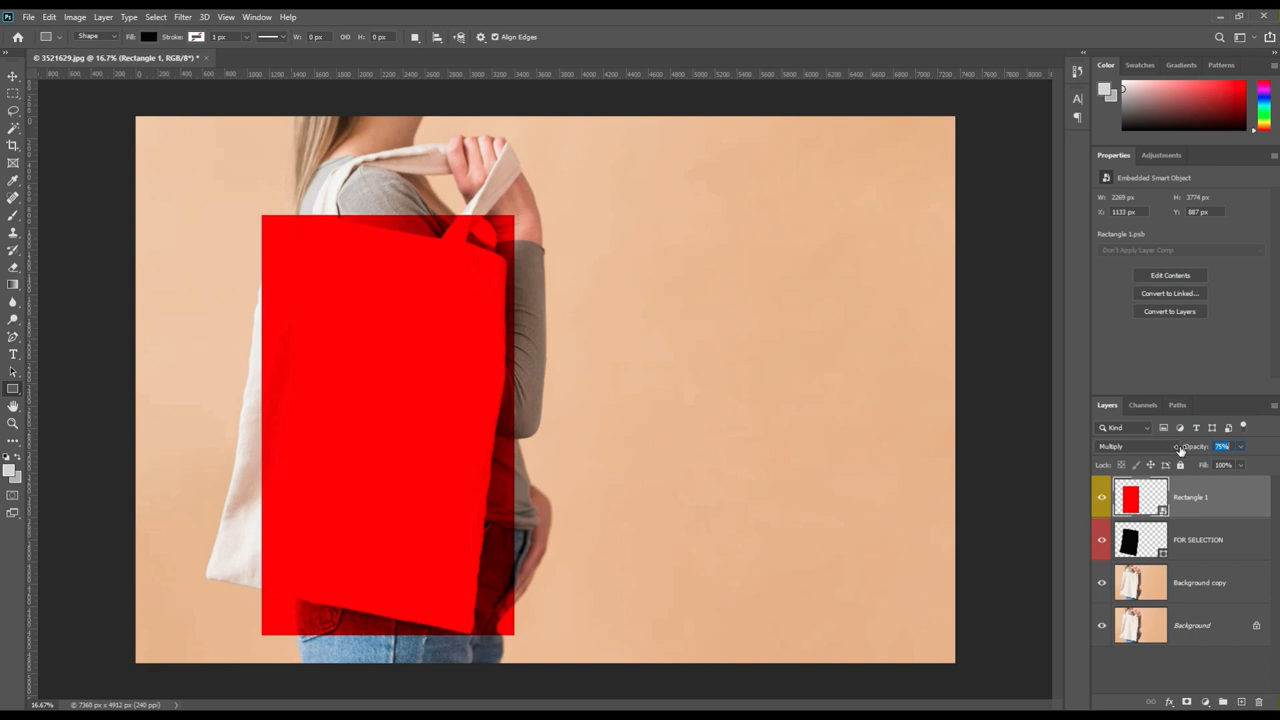 Ps File Edit Image Layer Type Select Filter 3D View Window Help
Shape Fill: Stroke: 1 px W: 0 px H: 0 px Align Edges
© 3521629.jpg @ 16.7% (Rectangle 1, RGB/8*) * ×
Color Swatches Gradients Patterns
Properties Adjustments
Embedded Smart Object
W: 2269 px H: 3774 px
X: 1133 px Y: 887 px
Rectangle 1.psb
Don't Apply Layer Comp
Edit Contents
Convert to Linked...
Convert to Layers
Layers Channels Paths
Kind
Multiply Opacity: 75%
Lock: Fill: 100%
Rectangle 1
FOR SELECTION
Background copy
Background
16.67% © 7360 px x 4912 px (240 ppi)